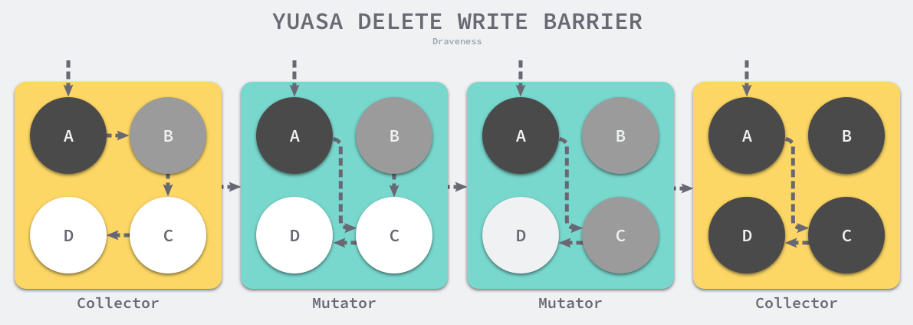 YUASA DELETE WRITE BARRIER
Draveness
A B A B A B A B
D C D C D C D C
Collector Mutator Mutator Collector